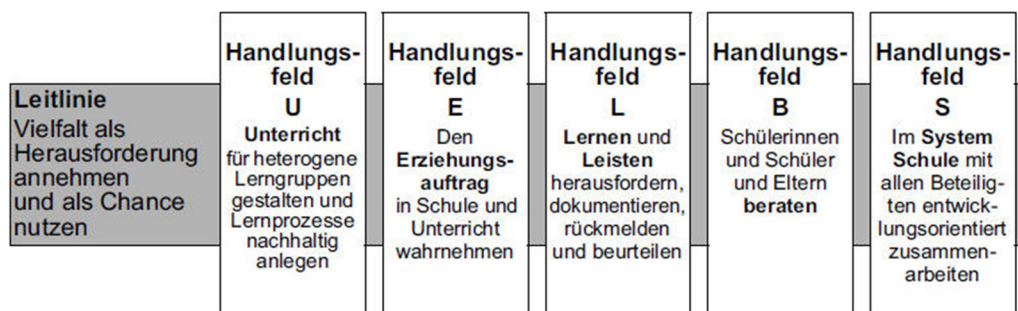 Leitlinie
Vielfalt als
Herausforderung
annehmen
und als Chance
nutzen
Handlungs-
feld
U
Unterricht
für heterogene
Lerngruppen
gestalten und
Lernprozesse
nachhaltig
anlegen
Handlungs-
feld
E
Den
Erziehungs-
auftrag
in Schule und
Unterricht
wahrnehmen
Handlungs-
feld
L
Lernen und
Leisten
herausfordern,
dokumentieren,
rückmelden
und beurteilen
Handlungs-
feld
B
Schülerinnen
und Schüler
und Eltern
beraten
Handlungs-
feld
S
Im System
Schule mit
allen Beteilig-
ten entwick-
lungsorientiert
zusammen-
arbeiten